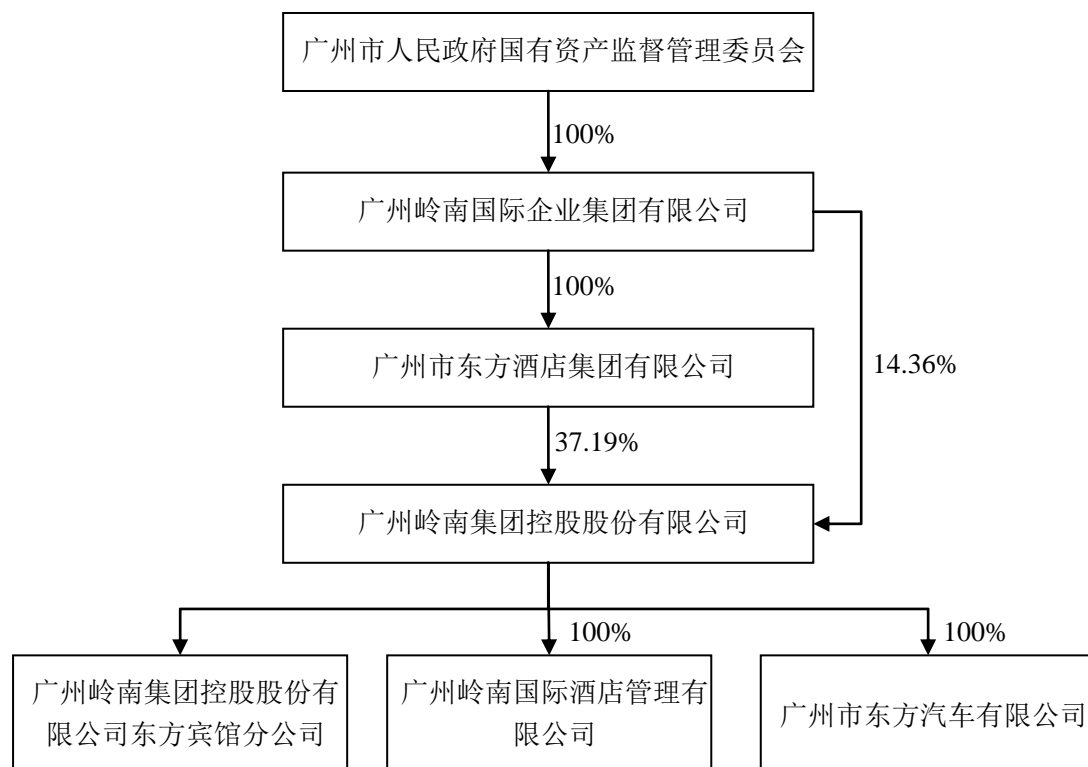 广州市人民政府国有资产监督管理委员会
100%
广州岭南国际企业集团有限公司
100%
广州市东方酒店集团有限公司
14.36%
37.19%
广州岭南集团控股股份有限公司
100%
100%
广州岭南集团控股股份有
限公司东方宾馆分公司
广州岭南国际酒店管理有
限公司
广州市东方汽车有限公司